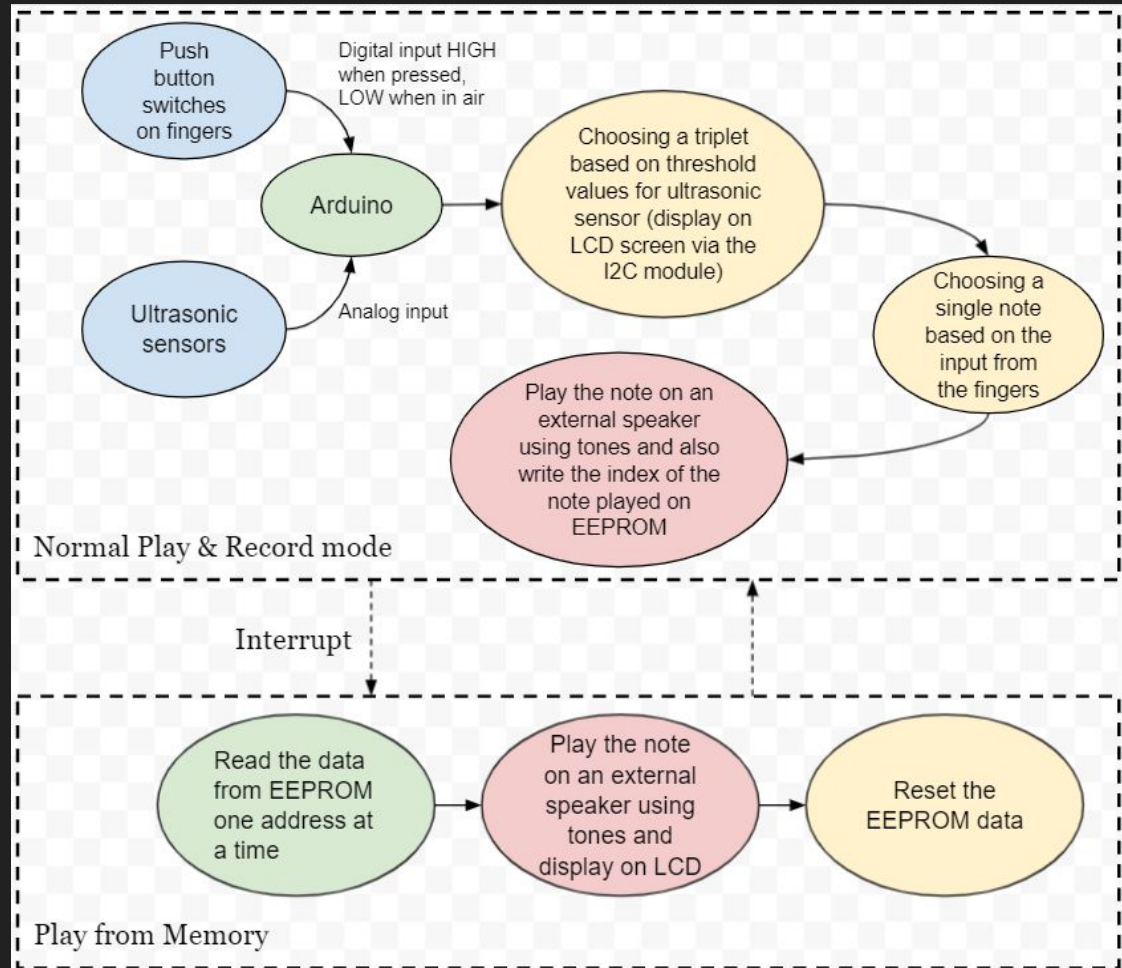 Push
button
switches
on fingers
Digital input HIGH
when pressed,
LOW when in air
Arduino
Ultrasonic
sensors
Analog input
Choosing a triplet
based on threshold
values for ultrasonic
sensor (display on
LCD screen via the
I2C module)
Choosing a
single note
based on the
input from
the fingers
Play the note on an
external speaker
using tones and also
write the index of the
note played on
EEPROM
Normal Play & Record mode
Interrupt
Read the data
from EEPROM
one address at
a time
Play the note
on an external
speaker using
tones and
display on LCD
Reset the
EEPROM data
Play from Memory